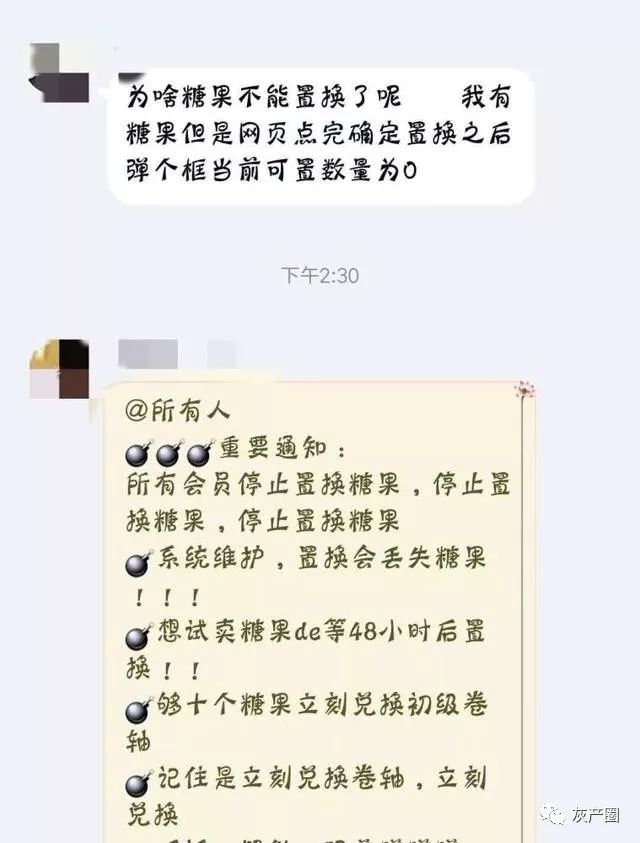 为啥糖果不能置换了呢 我有
糖果但是网页点完确定置换之后
弹个框当前可置数量为0
下午2:30
@所有人
重要通知：
所有会员停止置换糖果，停止置
换糖果，停止置换糖果
系统维护，置换会丢失糖果
！！！
想试卖糖果de等48小时后置
换！！
够十个糖果立刻兑换初级卷
轴
记住是立刻兑换卷轴，立刻
兑换
灰产圈